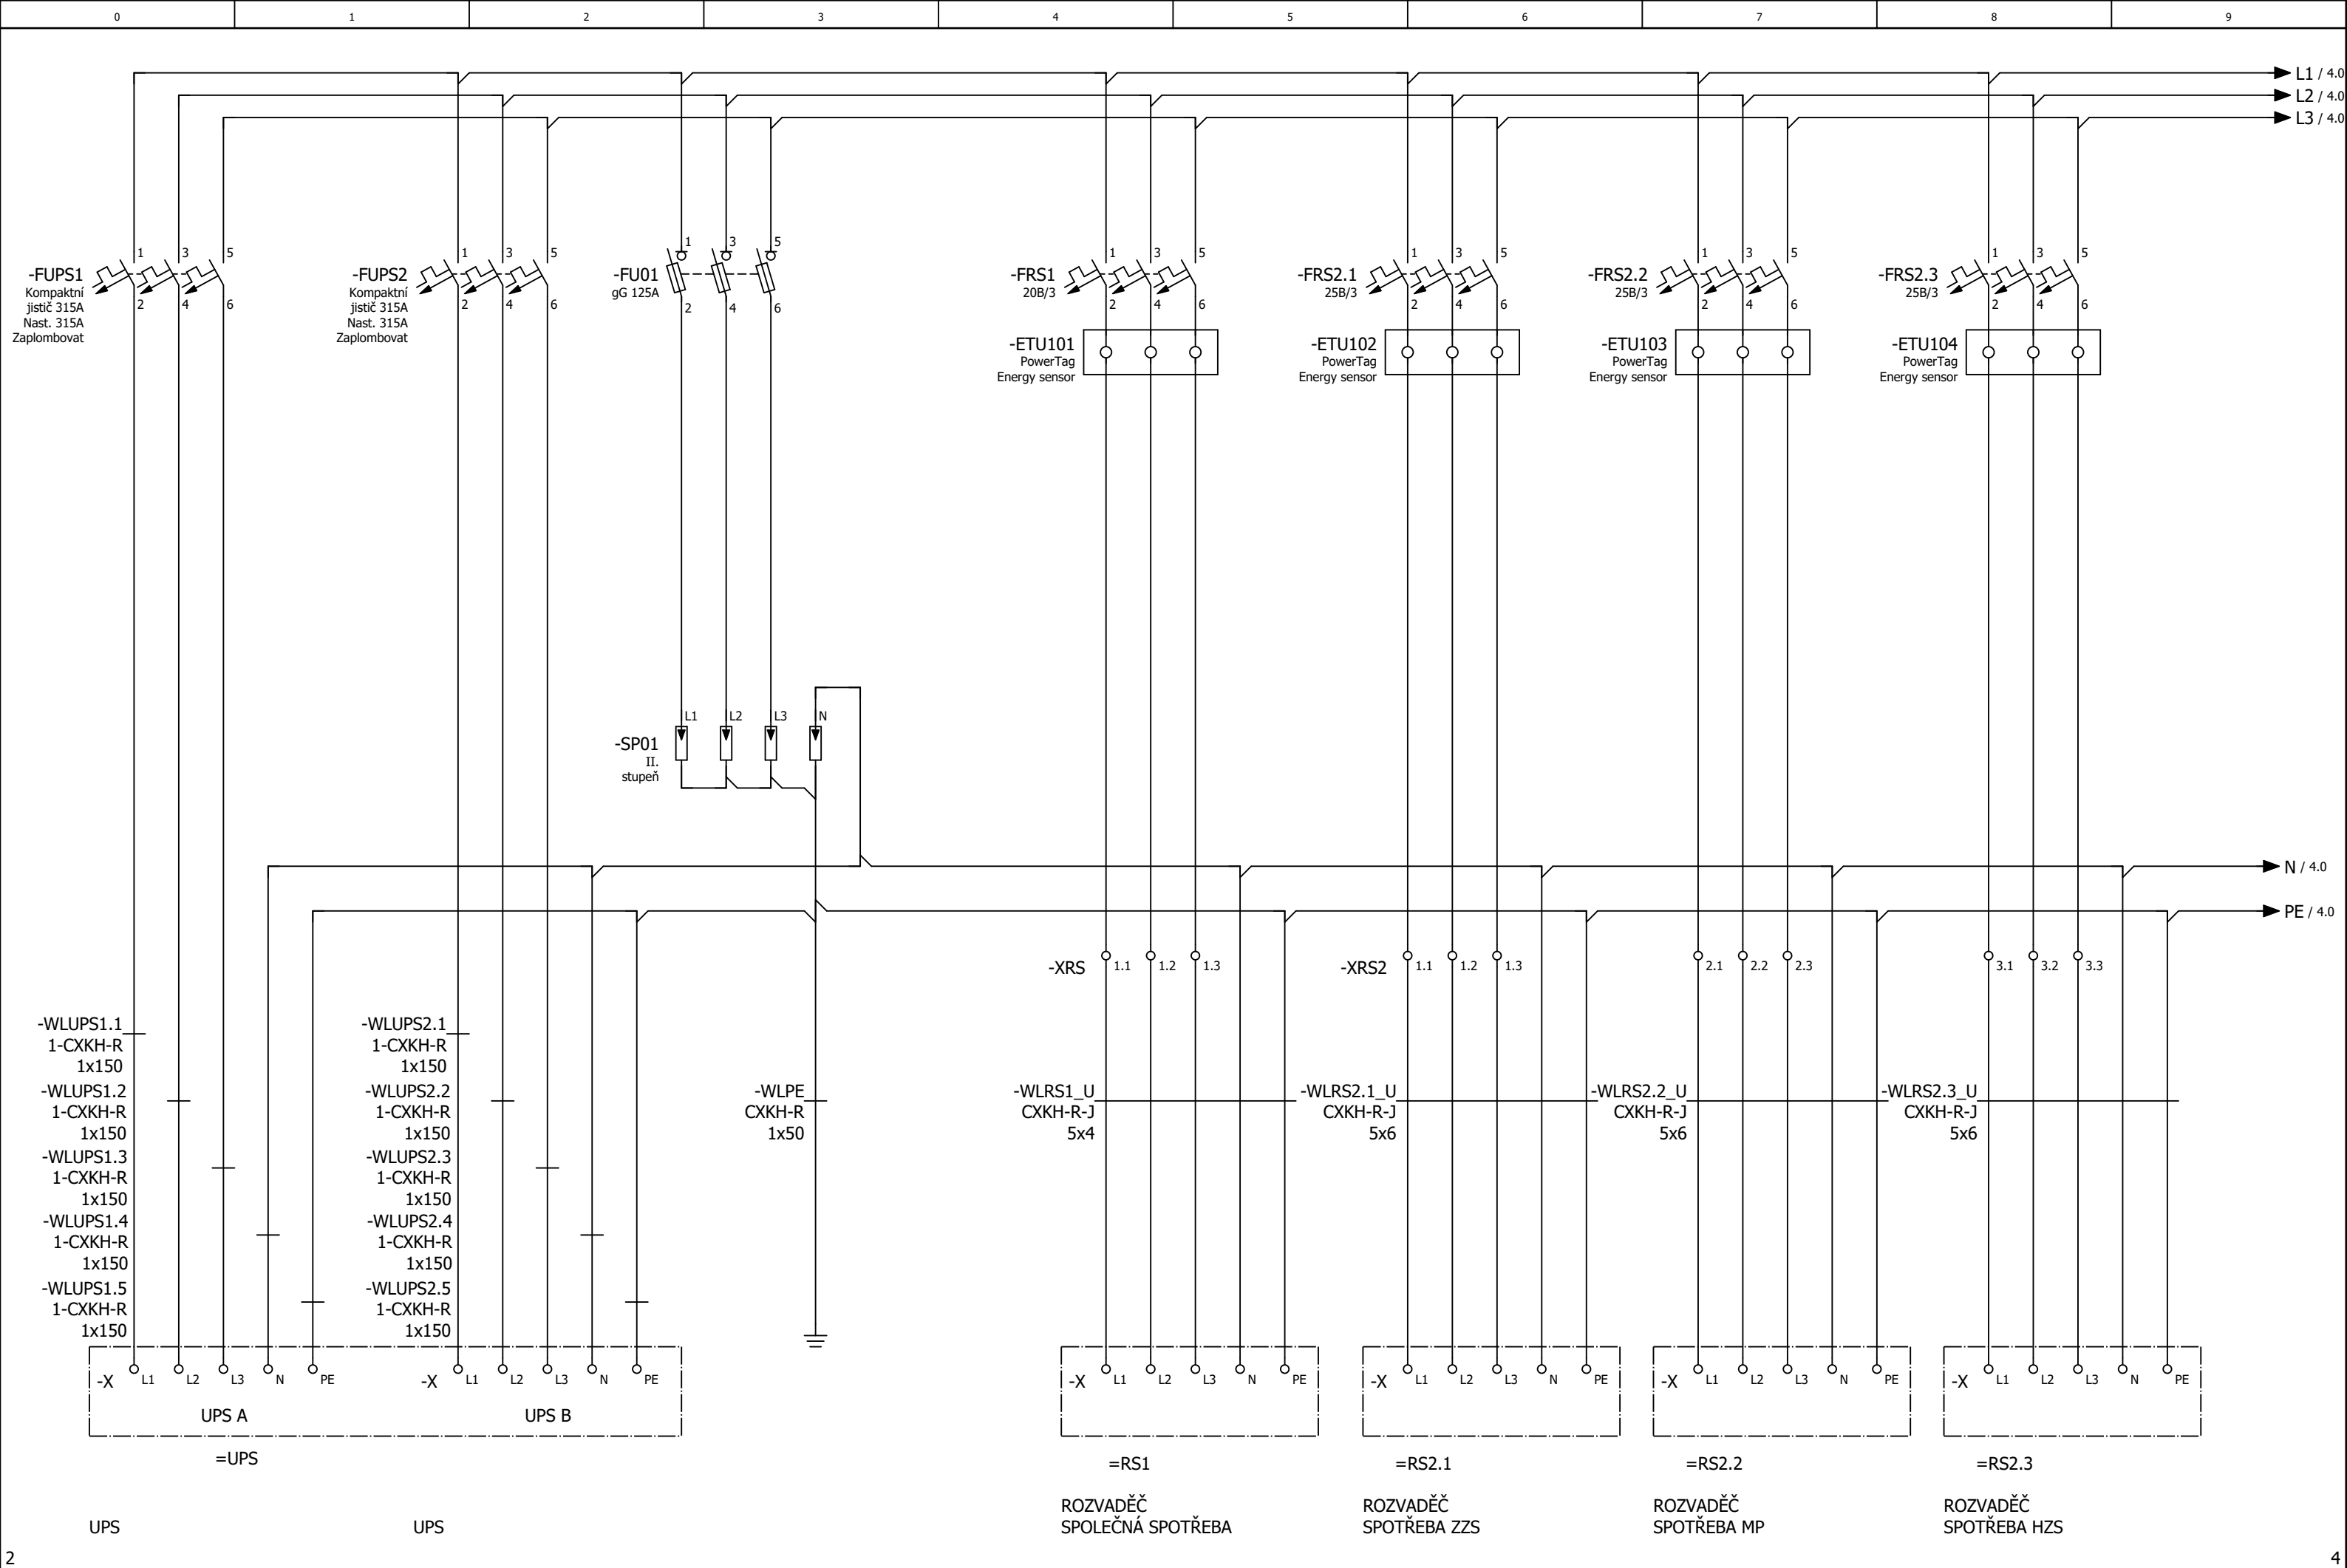 0 1 2 3 4 5 6 7 8 9
L1 / 4.0
L2 / 4.0
L3 / 4.0
-FUPS1
Kompaktní
jistič 315A
Nast. 315A
Zaplombovat
1 3 5
2 4 6
-FUPS2
Kompaktní
jistič 315A
Nast. 315A
Zaplombovat
1 3 5
2 4 6
-FU01
gG 125A
1 3 5
2 4 6
-FRS1
20B/3
1 3 5
2 4 6
-FRS2.1
25B/3
1 3 5
2 4 6
-FRS2.2
25B/3
1 3 5
2 4 6
-FRS2.3
25B/3
1 3 5
2 4 6
-ETU101
PowerTag
Energy sensor
-ETU102
PowerTag
Energy sensor
-ETU103
PowerTag
Energy sensor
-ETU104
PowerTag
Energy sensor
-SP01
II.
stupeň
L1 L2 L3 N
N / 4.0
PE / 4.0
-XRS 1.1 1.2 1.3
-XRS2 1.1 1.2 1.3
2.1 2.2 2.3
3.1 3.2 3.3
-WLUPS1.1
1-CXKH-R
1x150
-WLUPS1.2
1-CXKH-R
1x150
-WLUPS1.3
1-CXKH-R
1x150
-WLUPS1.4
1-CXKH-R
1x150
-WLUPS1.5
1-CXKH-R
1x150
-WLUPS2.1
1-CXKH-R
1x150
-WLUPS2.2
1-CXKH-R
1x150
-WLUPS2.3
1-CXKH-R
1x150
-WLUPS2.4
1-CXKH-R
1x150
-WLUPS2.5
1-CXKH-R
1x150
-WLPE
CXKH-R
1x50
-WLRS1_U
CXKH-R-J
5x4
-WLRS2.1_U
CXKH-R-J
5x6
-WLRS2.2_U
CXKH-R-J
5x6
-WLRS2.3_U
CXKH-R-J
5x6
-X L1 L2 L3 N PE
UPS A
-X L1 L2 L3 N PE
UPS B
=UPS
-X L1 L2 L3 N PE
-X L1 L2 L3 N PE
-X L1 L2 L3 N PE
-X L1 L2 L3 N PE
=RS1
=RS2.1
=RS2.2
=RS2.3
UPS
UPS
ROZVADĚČ
SPOLEČNÁ SPOTŘEBA
ROZVADĚČ
SPOTŘEBA ZZS
ROZVADĚČ
SPOTŘEBA MP
ROZVADĚČ
SPOTŘEBA HZS
2
4